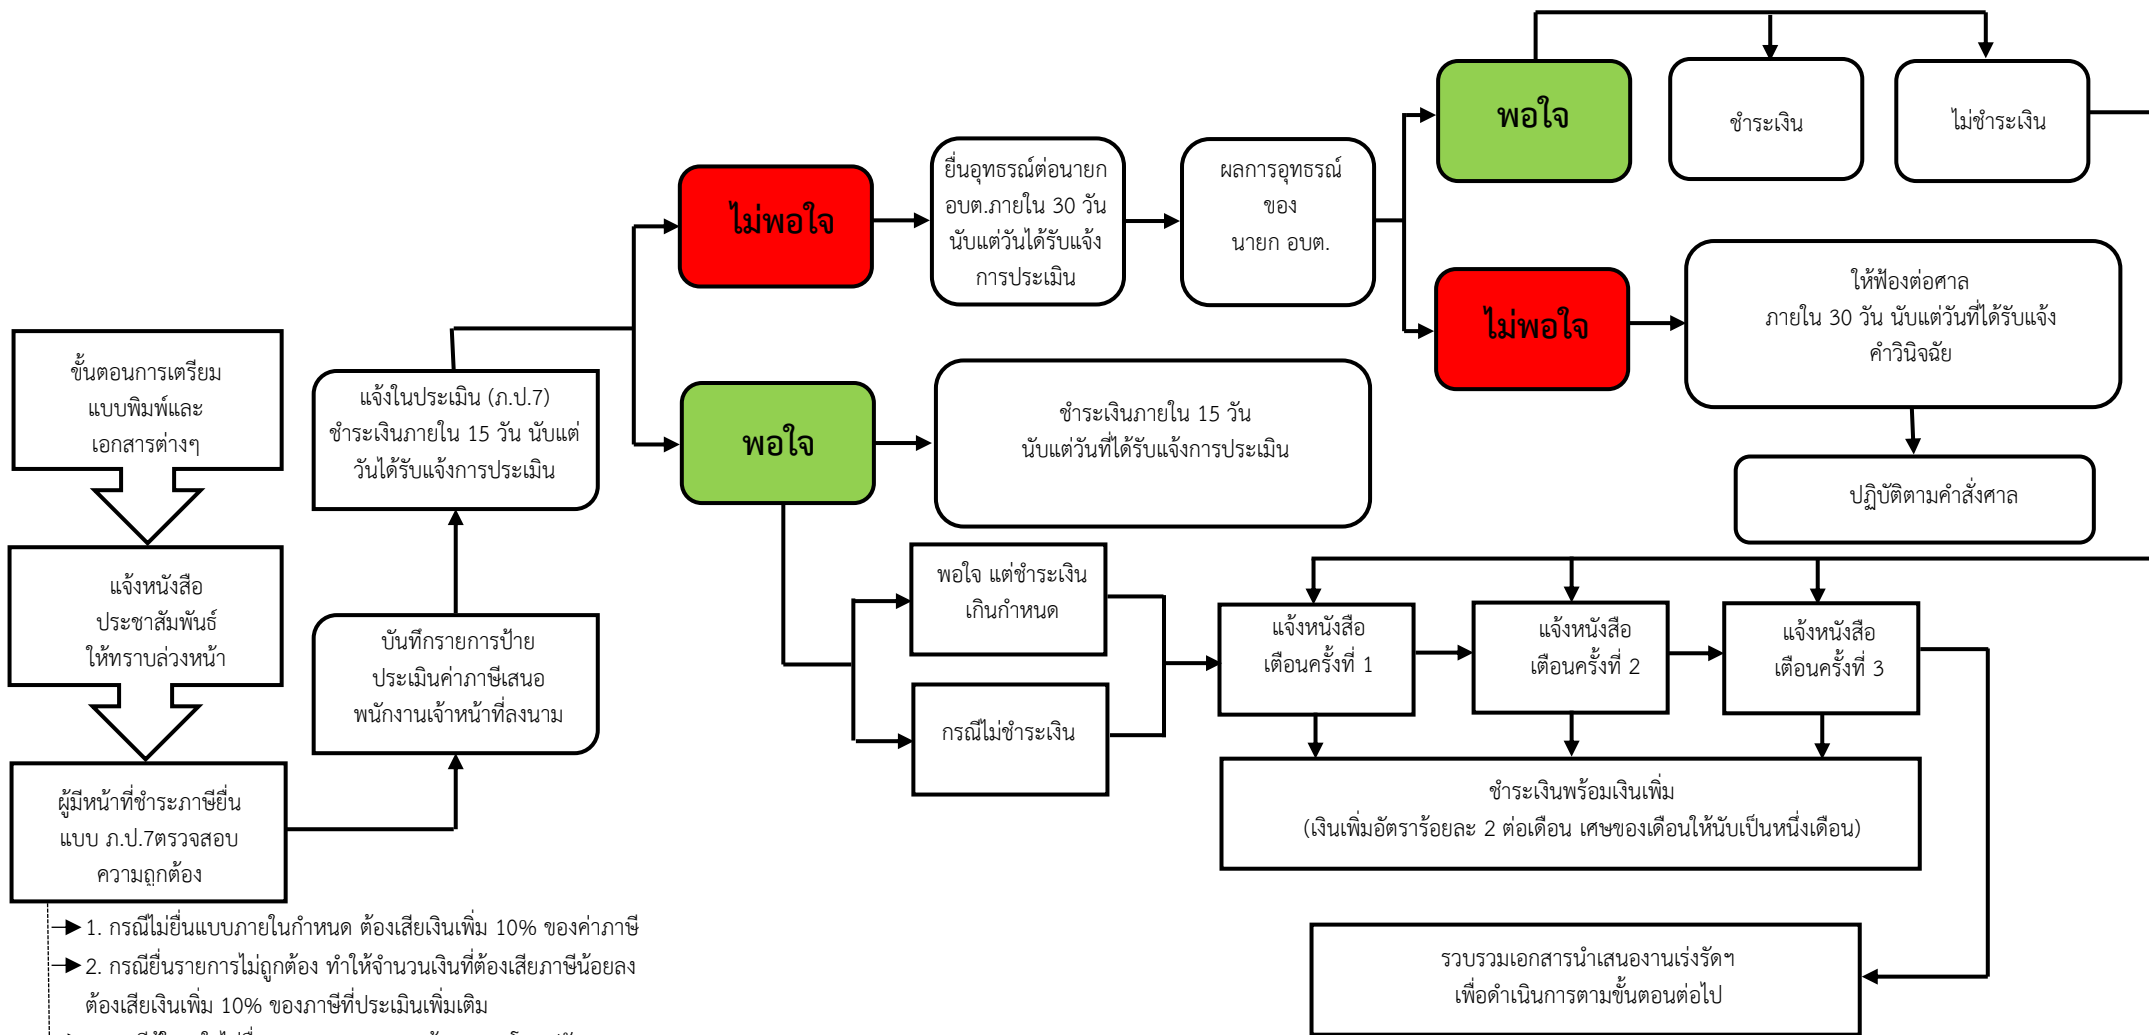 ขั้นตอนการเตรียม
แบบพิมพ์และ
เอกสารต่างๆ
แจ้งหนังสือ
ประชาสัมพันธ์
ให้ทราบล่วงหน้า
ผู้มีหน้าที่ชำระภาษียื่น
แบบ ภ.ป.7ตรวจสอบ
ความถูกต้อง
1. กรณีไม่ยื่นแบบภายในกำหนด ต้องเสียเงินเพิ่ม 10% ของค่าภาษี
2. กรณียื่นรายการไม่ถูกต้อง ทำให้จำนวนเงินที่ต้องเสียภาษีน้อยลง
ต้องเสียเงินเพิ่ม 10% ของภาษีที่ประเมินเพิ่มเติม
บันทึกรายการป้าย
ประเมินค่าภาษีเสนอ
พนักงานเจ้าหน้าที่ลงนาม
แจ้งในประเมิน (ภ.ป.7)
ชำระเงินภายใน 15 วัน นับแต่
วันได้รับแจ้งการประเมิน
ไม่พอใจ
ยื่นอุทธรณ์ต่อนายก
อบต.ภายใน 30 วัน
นับแต่วันได้รับแจ้ง
การประเมิน
ผลการอุทธรณ์
ของ
นายก อบต.
พอใจ
ชำระเงิน
ไม่ชำระเงิน
ไม่พอใจ
ให้ฟ้องต่อศาล
ภายใน 30 วัน นับแต่วันที่ได้รับแจ้ง
คำวินิจฉัย
ปฏิบัติตามคำสั่งศาล
พอใจ
ชำระเงินภายใน 15 วัน
นับแต่วันที่ได้รับแจ้งการประเมิน
พอใจ แต่ชำระเงิน
เกินกำหนด
กรณีไม่ชำระเงิน
แจ้งหนังสือ
เตือนครั้งที่ 1
แจ้งหนังสือ
เตือนครั้งที่ 2
แจ้งหนังสือ
เตือนครั้งที่ 3
ชำระเงินพร้อมเงินเพิ่ม
(เงินเพิ่มอัตราร้อยละ 2 ต่อเดือน เศษของเดือนให้นับเป็นหนึ่งเดือน)
รวบรวมเอกสารนำเสนองานเร่งรัดฯ
เพื่อดำเนินการตามขั้นตอนต่อไป